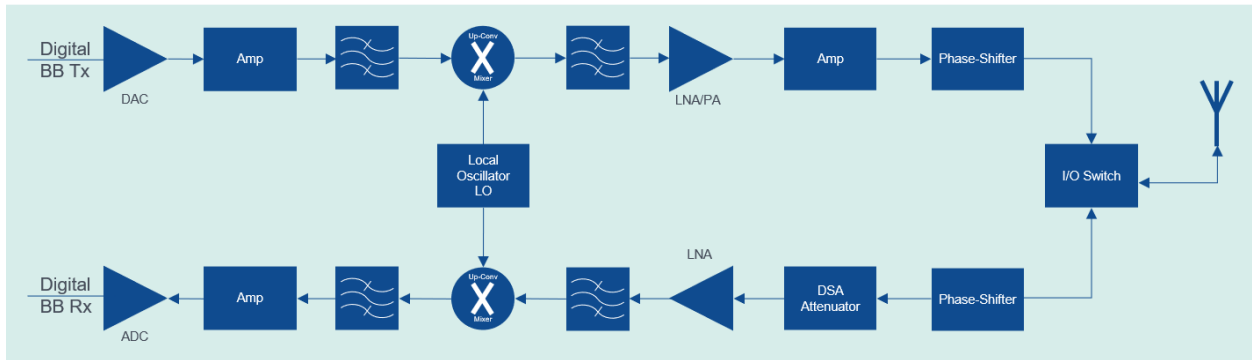 Digital
BB Tx
DAC
Amp
Up-Conv
Mixer
LNA/PA
Amp
Phase-Shifter
Local
Oscillator
LO
I/O Switch
Digital
BB Rx
ADC
Amp
Up-Conv
Mixer
LNA
DSA
Attenuator
Phase-Shifter